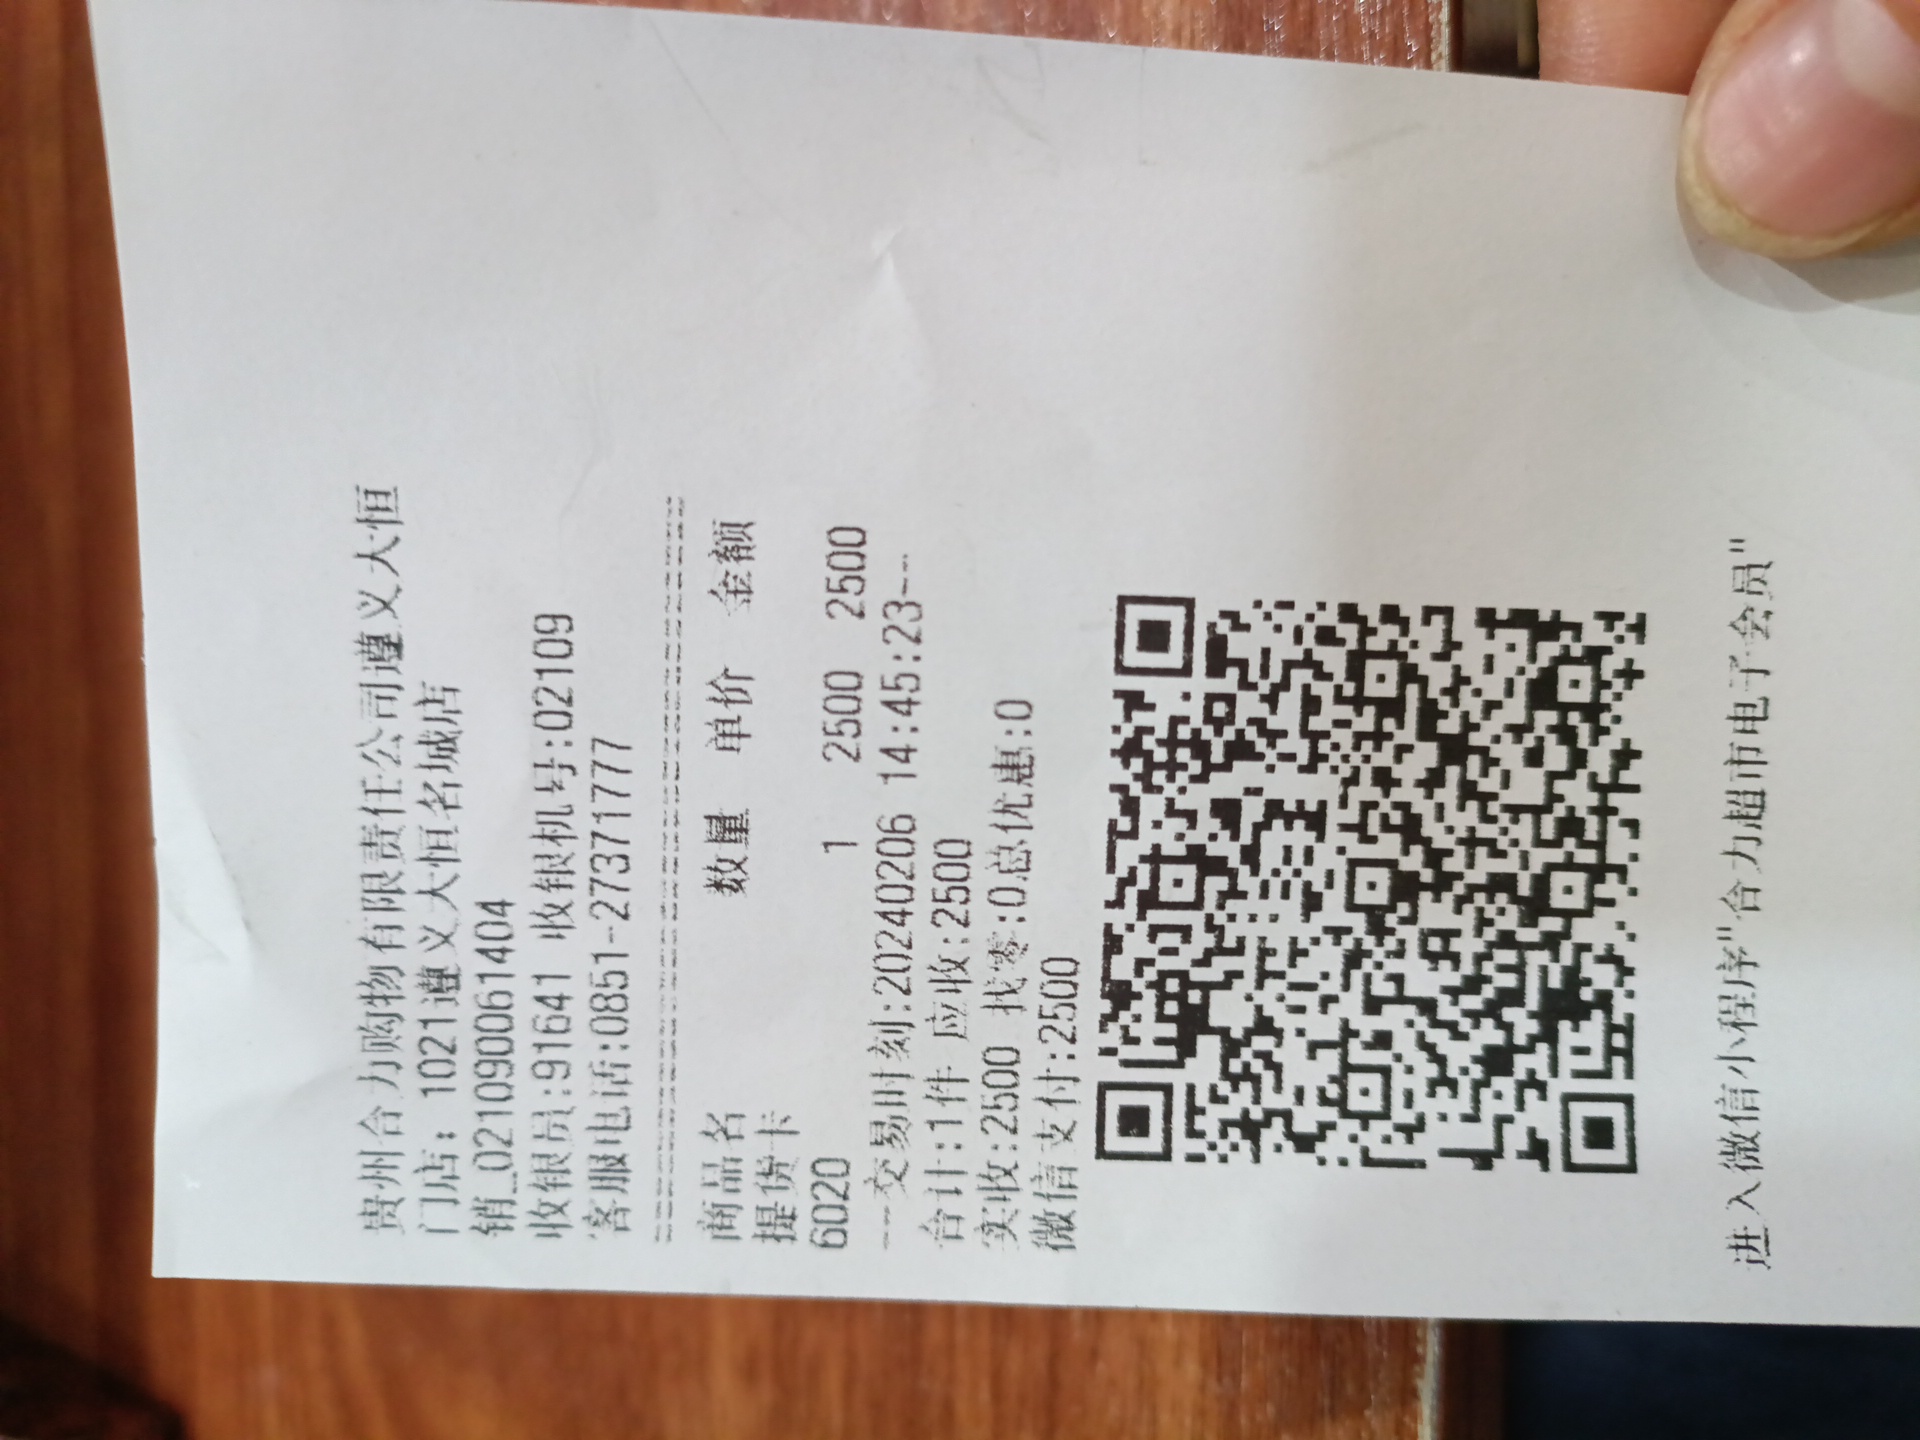 贵州合力购物有限责任公司遵义大恒
门店：1021遵义大恒名城店
销_021090061404
收银员:91641 收银机号:02109
客服电话:0851-27371777
商品名 数量 单价 金额
提货卡
6020 1 2500 2500
---交易时刻:20240206 14:45:23---
合计:1件 应收:2500
实收:2500 找零:0总优惠:0
微信支付:2500
进入微信小程序"合力超市电子会员"